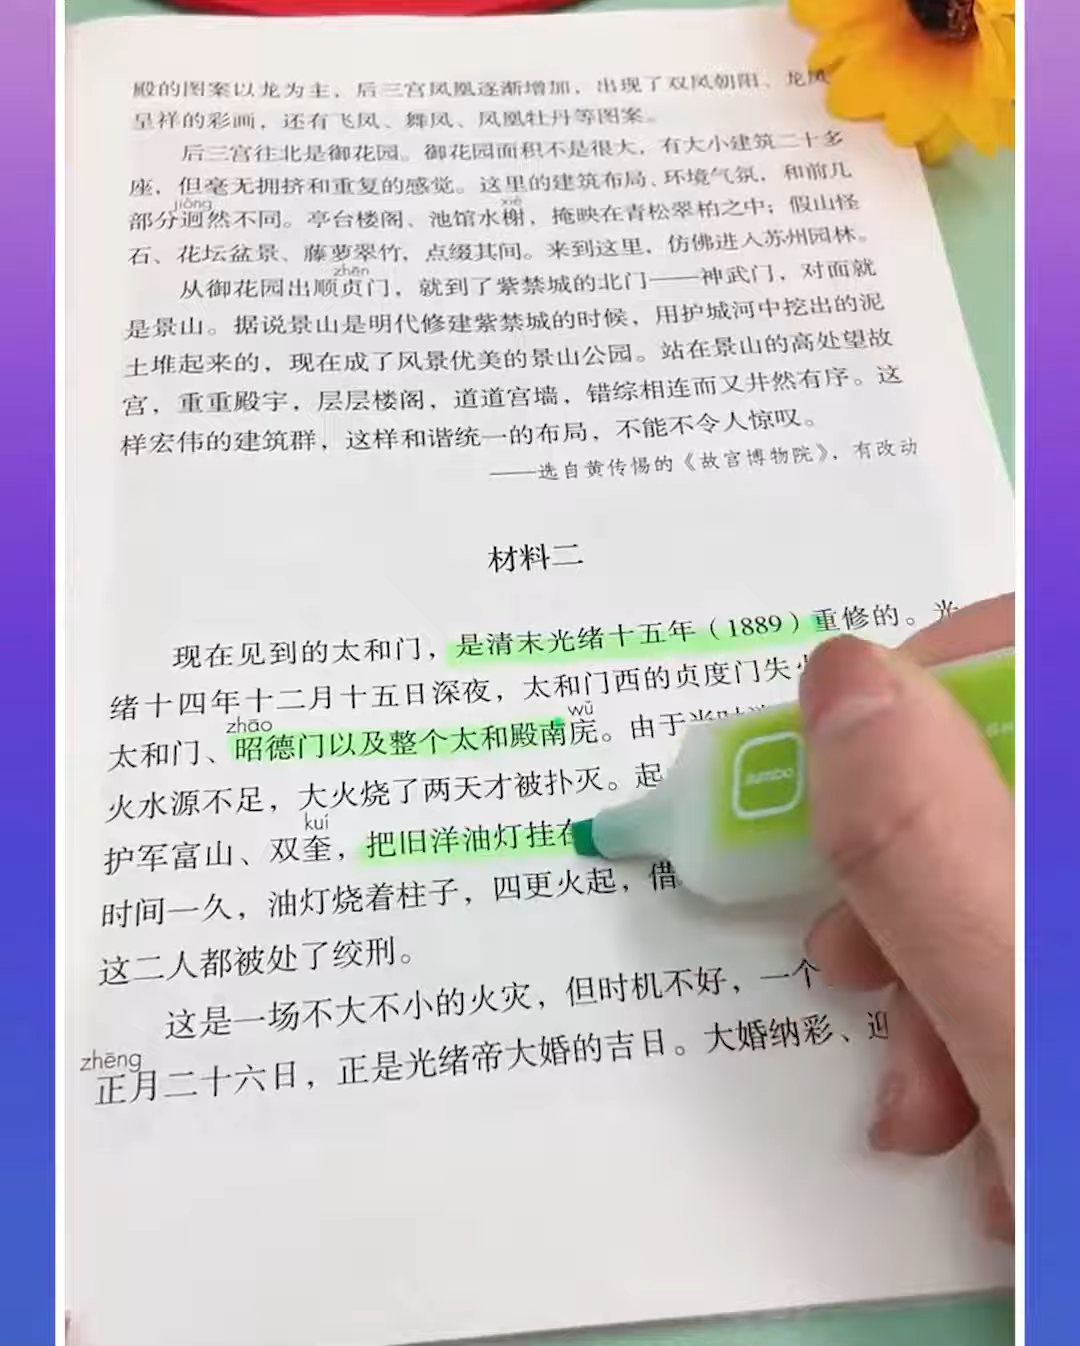 殿的图案以龙为主，后三宫凤凰逐渐增加，出现了双凤朝阳、龙凤
呈祥的彩画，还有飞凤、舞凤、凤凰牡丹等图案。
后三宫往北是御花园。御花园面积不是很大，有大小建筑二十多
座，但毫无拥挤和重复的感觉。这里的建筑布局、环境气氛，和前几
jiǒng xiè
部分迥然不同。亭台楼阁、池馆水榭，掩映在青松翠柏之中；假山怪
石、花坛盆景、藤萝翠竹，点缀其间。来到这里，仿佛进入苏州园林。
zhēn
从御花园出顺贞门，就到了紫禁城的北门——神武门，对面就
是景山。据说景山是明代修建紫禁城的时候，用护城河中挖出的泥
土堆起来的，现在成了风景优美的景山公园。站在景山的高处望故
宫，重重殿宇，层层楼阁，道道宫墙，错综相连而又井然有序。这
样宏伟的建筑群，这样和谐统一的布局，不能不令人惊叹。
——选自黄传惕的《故宫博物院》，有改动
材料二
现在见到的太和门，是清末光绪十五年（1889）重修的。光
绪十四年十二月十五日深夜，太和门西的贞度门失
zhāo wǔ
太和门、昭德门以及整个太和殿南庑。由于当时
火水源不足，大火烧了两天才被扑灭。起
kuí
护军富山、双奎，把旧洋油灯挂在
时间一久，油灯烧着柱子，四更火起，借
这二人都被处了绞刑。
这是一场不大不小的火灾，但时机不好，一个
zhēng
正月二十六日，正是光绪帝大婚的吉日。大婚纳彩、迎